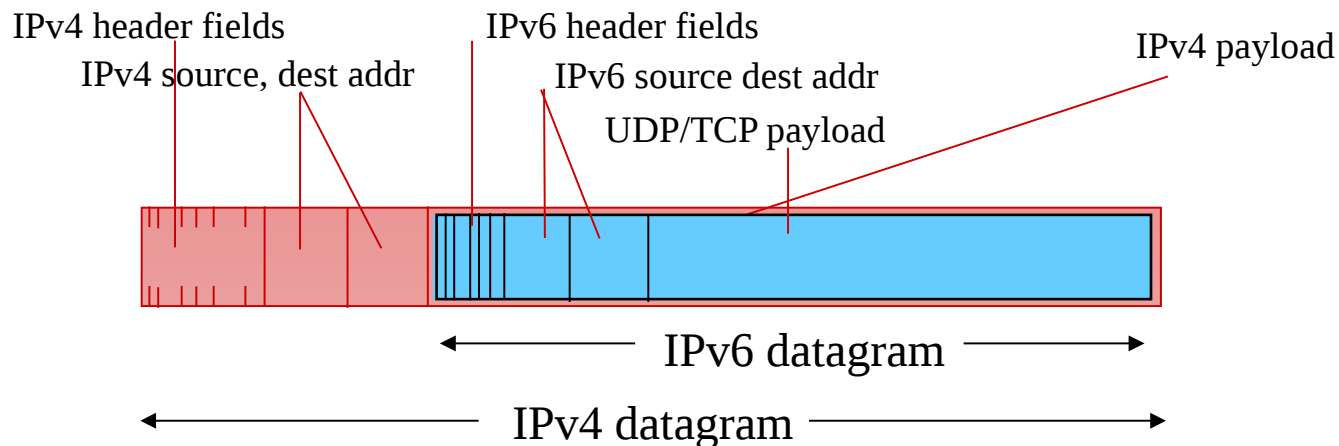 IPv4 header fields
IPv6 header fields
IPv4 payload
IPv4 source, dest addr
IPv6 source dest addr
UDP/TCP payload
IPv6 datagram
IPv4 datagram